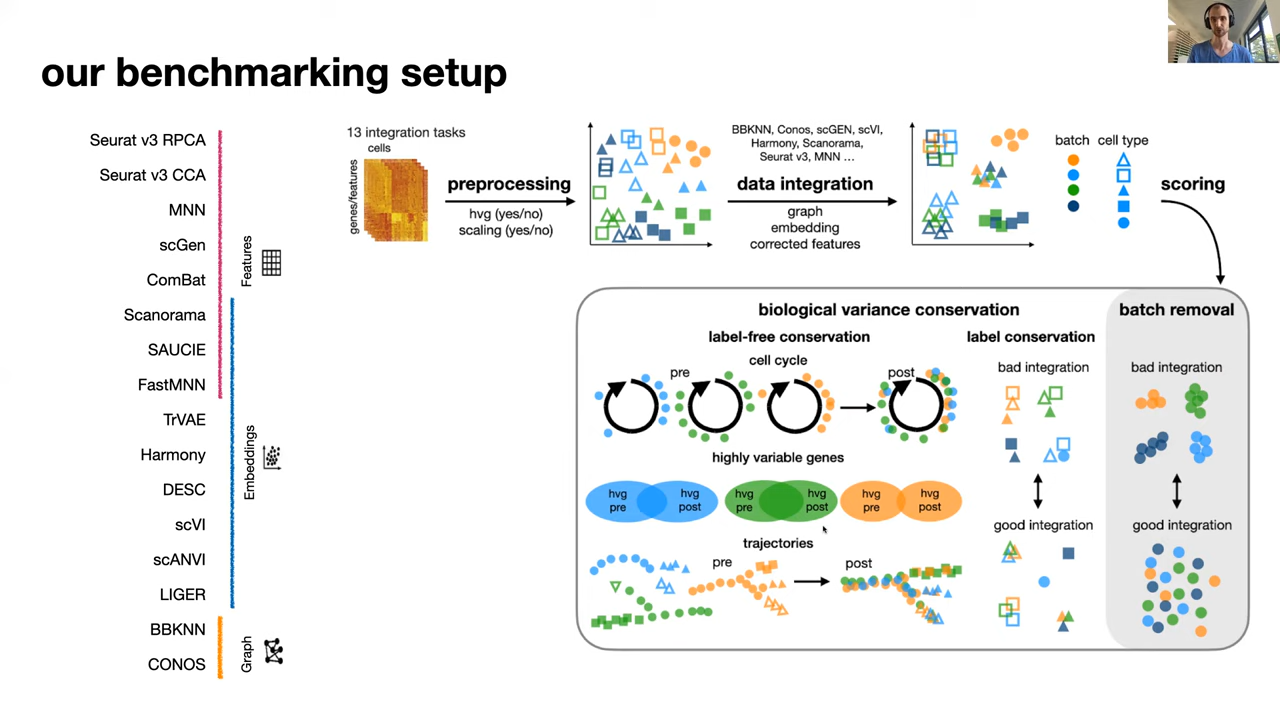 our benchmarking setup
Seurat v3 RPCA
Seurat v3 CCA
MNN
scGen
ComBat
Scanorama
SAUCIE
FastMNN
TrVAE
Harmony
DESC
scVI
scANVI
LIGER
BBKNN
CONOS
Features
Embeddings
Graph
13 integration tasks
cells
genes/features
preprocessing
hvg (yes/no)
scaling (yes/no)
BBKNN, Conos, scGEN, scVI,
Harmony, Scanorama,
Seurat v3, MNN ...
data integration
graph
embedding
corrected features
batch cell type
scoring
biological variance conservation
label-free conservation
cell cycle
pre
post
highly variable genes
hvg pre
hvg post
hvg pre
hvg post
hvg pre
hvg post
trajectories
pre
post
label conservation
bad integration
good integration
batch removal
bad integration
good integration